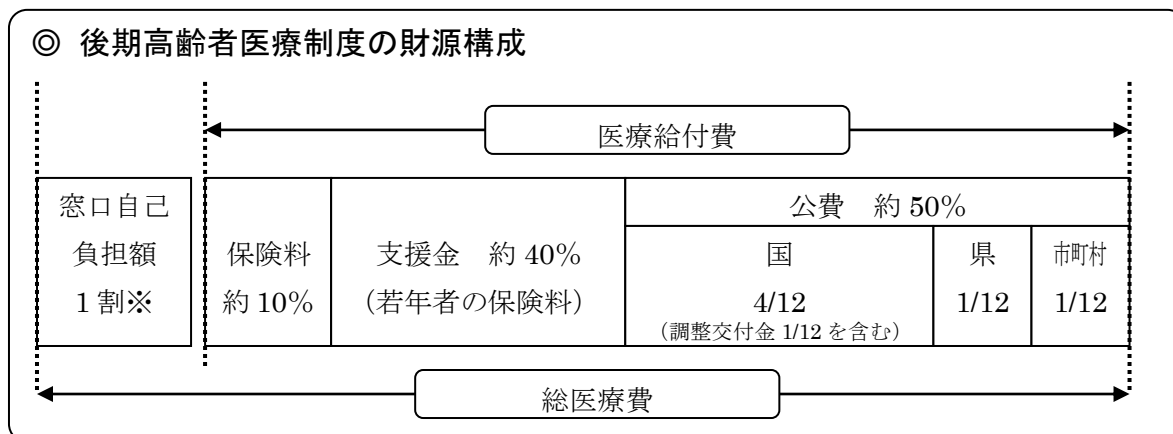 ◎ 後期高齢者医療制度の財源構成
医療給付費
窓口自己
負担額
1割※
保険料
約10%
支援金 約40%
(若年者の保険料)
公費 約50%
国
4/12
(調整交付金1/12を含む)
県
1/12
市町村
1/12
総医療費